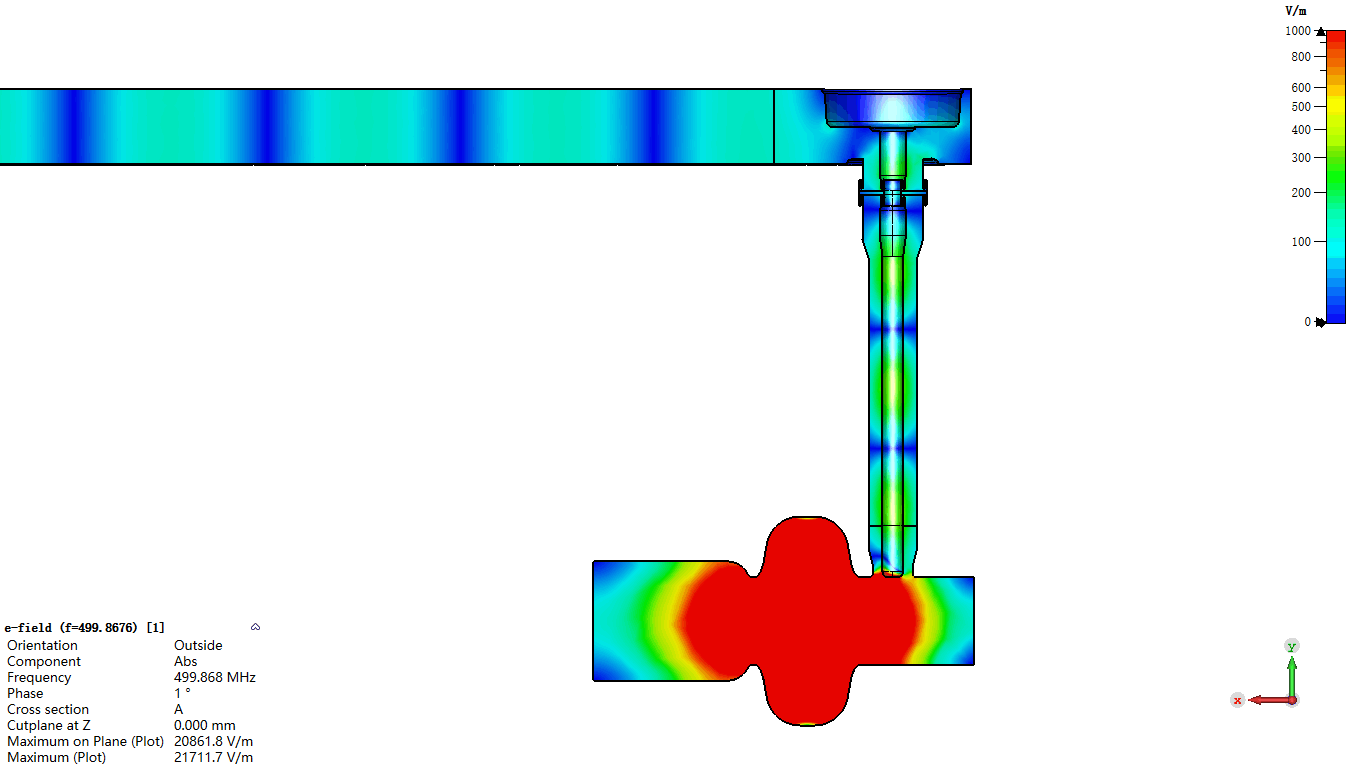 V/m
1000
800
600
500
400
300
200
100
0
e-field (f=499.8676) [1]
Orientation Outside
Component Abs
Frequency 499.868 MHz
Phase 1 °
Cross section A
Cutplane at Z 0.000 mm
Maximum on Plane (Plot) 20861.8 V/m
Maximum (Plot) 21711.7 V/m
y
x